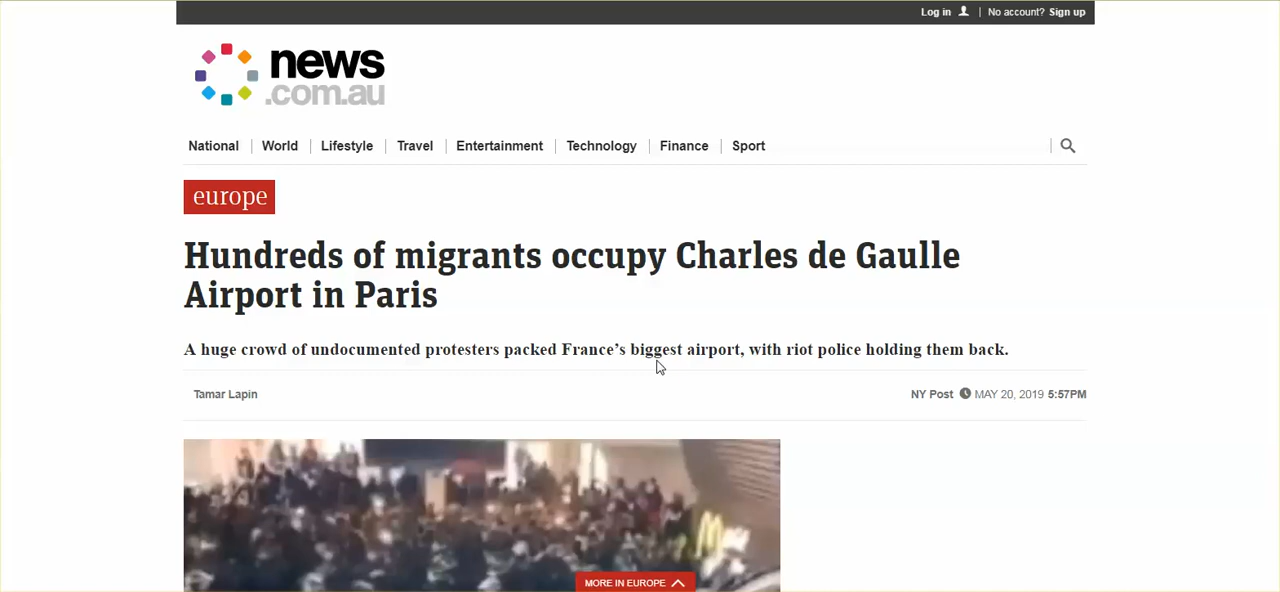 Log in | No account? Sign up
news
.com.au
National | World | Lifestyle | Travel | Entertainment | Technology | Finance | Sport
europe
Hundreds of migrants occupy Charles de Gaulle
Airport in Paris
A huge crowd of undocumented protesters packed France’s biggest airport, with riot police holding them back.
Tamar Lapin
NY Post MAY 20, 2019 5:57PM
MORE IN EUROPE